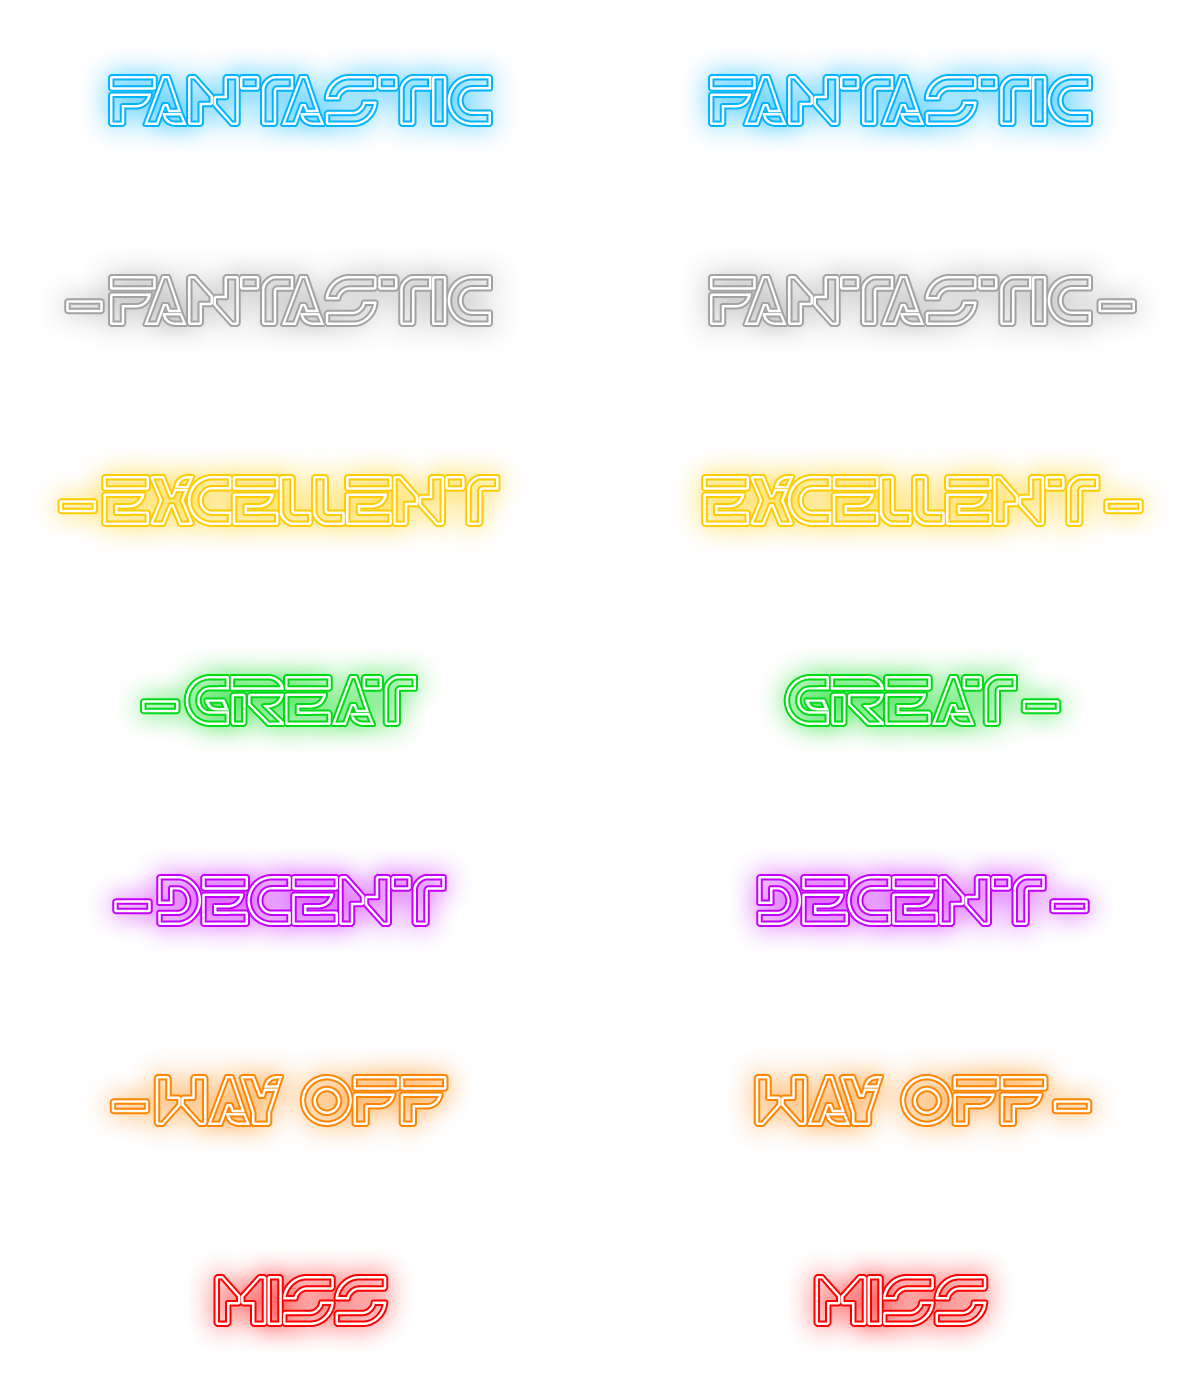 FANTASTIC FANTASTIC
-FANTASTIC FANTASTIC-
-EXCELLENT EXCELLENT-
-GREAT GREAT-
-DECENT DECENT-
-WAY OFF WAY OFF-
MISS MISS